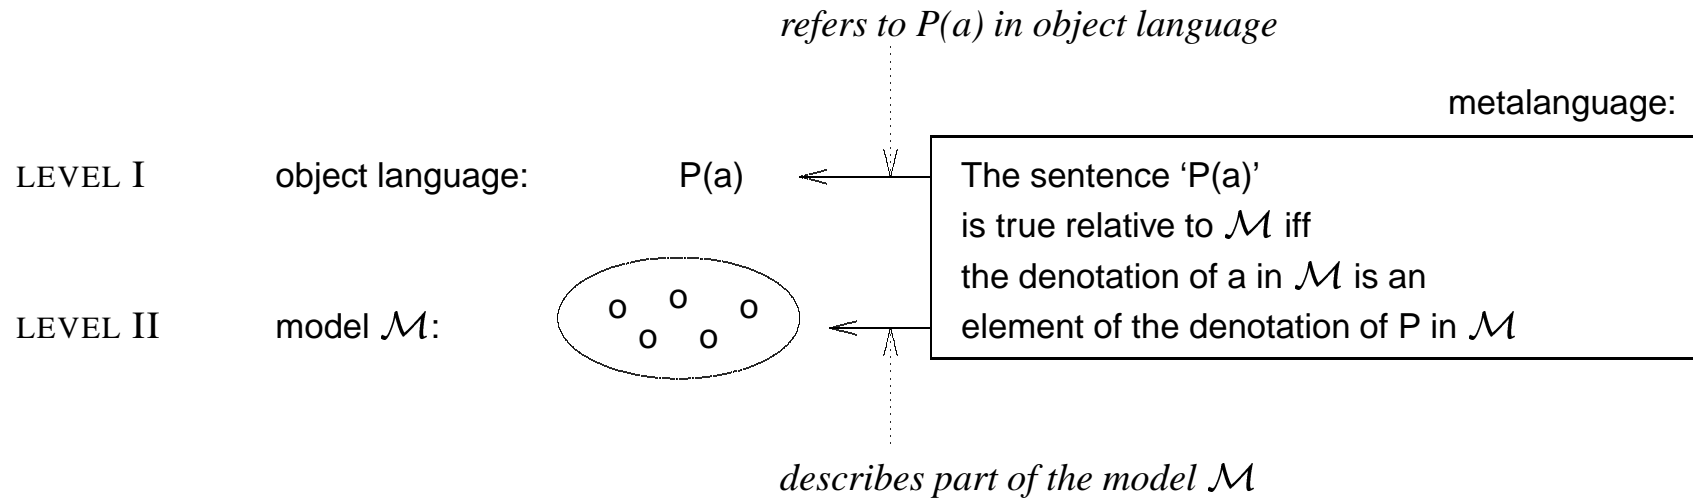 refers to P(a) in object language
metalanguage:
LEVEL I object language: P(a) The sentence ‘P(a)’
is true relative to ℳ iff
the denotation of a in ℳ is an
LEVEL II model ℳ: o o o o o element of the denotation of P in ℳ
describes part of the model ℳ